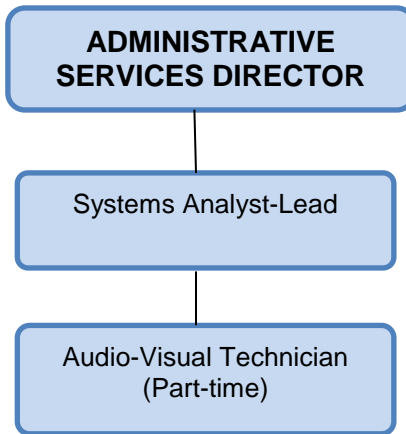 ADMINISTRATIVE
SERVICES DIRECTOR
Systems Analyst-Lead
Audio-Visual Technician
(Part-time)